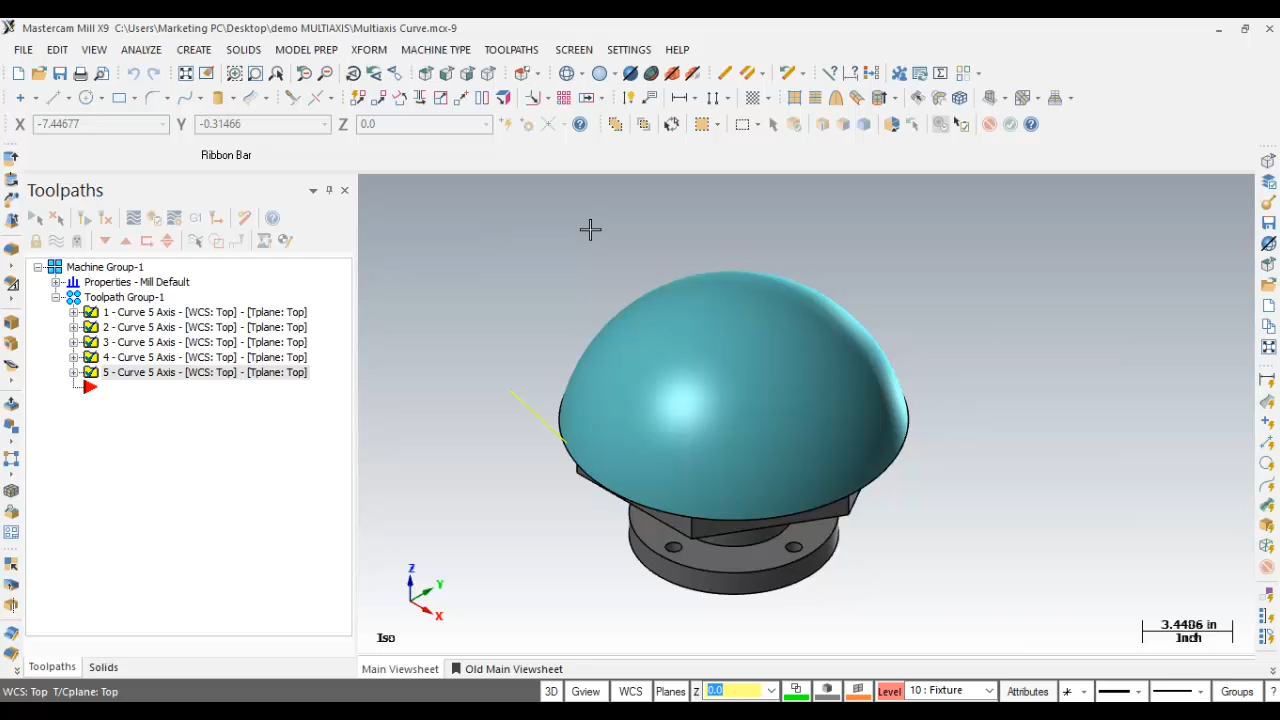 Mastercam Mill X9 C:\Users\Marketing PC\Desktop\demo MULTIAXIS\Multiaxis Curve.mcx-9
FILE EDIT VIEW ANALYZE CREATE SOLIDS MODEL PREP XFORM MACHINE TYPE TOOLPATHS SCREEN SETTINGS HELP
X -7.44677 Y -0.31466 Z 0.0
Ribbon Bar
Toolpaths
G1
Machine Group-1
Properties - Mill Default
Toolpath Group-1
1 - Curve 5 Axis - [WCS: Top] - [Tplane: Top]
2 - Curve 5 Axis - [WCS: Top] - [Tplane: Top]
3 - Curve 5 Axis - [WCS: Top] - [Tplane: Top]
4 - Curve 5 Axis - [WCS: Top] - [Tplane: Top]
5 - Curve 5 Axis - [WCS: Top] - [Tplane: Top]
Z
Y
X
Iso
3.4486 in
Inch
Toolpaths Solids
Main Viewsheet Old Main Viewsheet
WCS: Top T/Cplane: Top 3D Gview WCS Planes Z 0.0 Level 10 : Fixture Attributes Groups ?